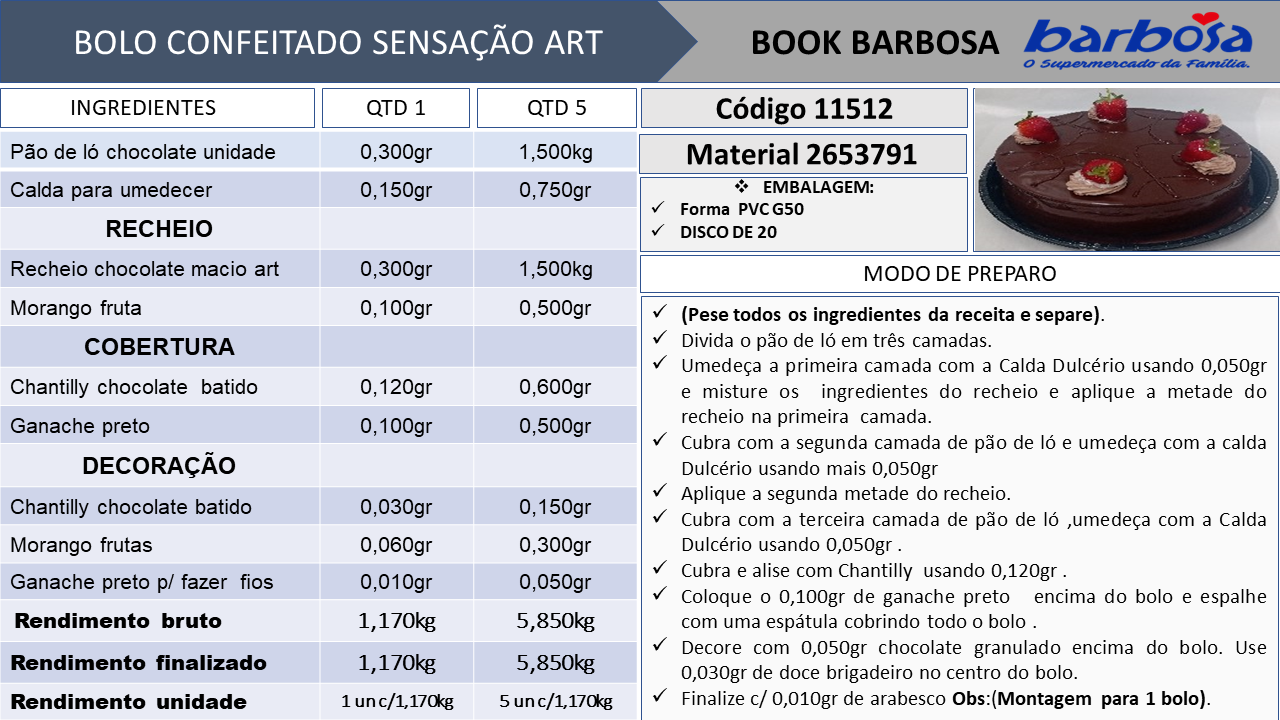 BOLO CONFEITADO SENSAÇÃO ART
BOOK BARBOSA
barbosa
O Supermercado da Família.
INGREDIENTES QTD 1 QTD 5
Pão de ló chocolate unidade 0,300gr 1,500kg
Calda para umedecer 0,150gr 0,750gr
RECHEIO
Recheio chocolate macio art 0,300gr 1,500kg
Morango fruta 0,100gr 0,500gr
COBERTURA
Chantilly chocolate batido 0,120gr 0,600gr
Ganache preto 0,100gr 0,500gr
DECORAÇÃO
Chantilly chocolate batido 0,030gr 0,150gr
Morango frutas 0,060gr 0,300gr
Ganache preto p/ fazer fios 0,010gr 0,050gr
Rendimento bruto 1,170kg 5,850kg
Rendimento finalizado 1,170kg 5,850kg
Rendimento unidade 1 un c/1,170kg 5 un c/1,170kg
Código 11512
Material 2653791
❖ EMBALAGEM:
✓ Forma PVC G50
✓ DISCO DE 20
MODO DE PREPARO
✓ (Pese todos os ingredientes da receita e separe).
✓ Divida o pão de ló em três camadas.
✓ Umedeça a primeira camada com a Calda Dulcério usando 0,050gr
e misture os ingredientes do recheio e aplique a metade do
recheio na primeira camada.
✓ Cubra com a segunda camada de pão de ló e umedeça com a calda
Dulcério usando mais 0,050gr
✓ Aplique a segunda metade do recheio.
✓ Cubra com a terceira camada de pão de ló ,umedeça com a Calda
Dulcério usando 0,050gr .
✓ Cubra e alise com Chantilly usando 0,120gr .
✓ Coloque o 0,100gr de ganache preto encima do bolo e espalhe
com uma espátula cobrindo todo o bolo .
✓ Decore com 0,050gr chocolate granulado encima do bolo. Use
0,030gr de doce brigadeiro no centro do bolo.
✓ Finalize c/ 0,010gr de arabesco Obs:(Montagem para 1 bolo).